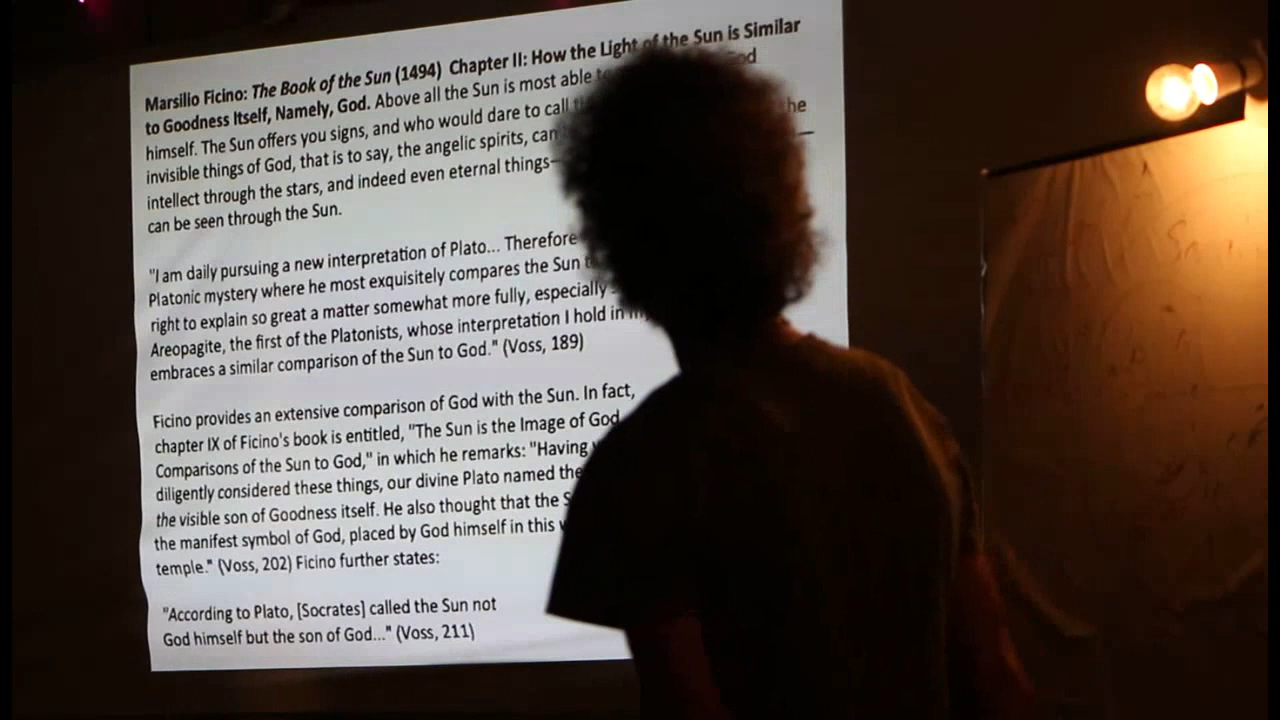 Marsilio Ficino: The Book of the Sun (1494) Chapter II: How the Light of the Sun is Similar
to Goodness Itself, Namely, God. Above all the Sun is most able
himself. The Sun offers you signs, and who would dare to call the
invisible things of God, that is to say, the angelic spirits, can
intellect through the stars, and indeed even eternal things—
can be seen through the Sun.
"I am daily pursuing a new interpretation of Plato... Therefore
Platonic mystery where he most exquisitely compares the Sun
right to explain so great a matter somewhat more fully, especially
Areopagite, the first of the Platonists, whose interpretation I hold in
embraces a similar comparison of the Sun to God." (Voss, 189)
Ficino provides an extensive comparison of God with the Sun. In fact,
chapter IX of Ficino's book is entitled, "The Sun is the Image of God
Comparisons of the Sun to God," in which he remarks: "Having
diligently considered these things, our divine Plato named the
the visible son of Goodness itself. He also thought that the
the manifest symbol of God, placed by God himself in this
temple." (Voss, 202) Ficino further states:
"According to Plato, [Socrates] called the Sun not
God himself but the son of God..." (Voss, 211)